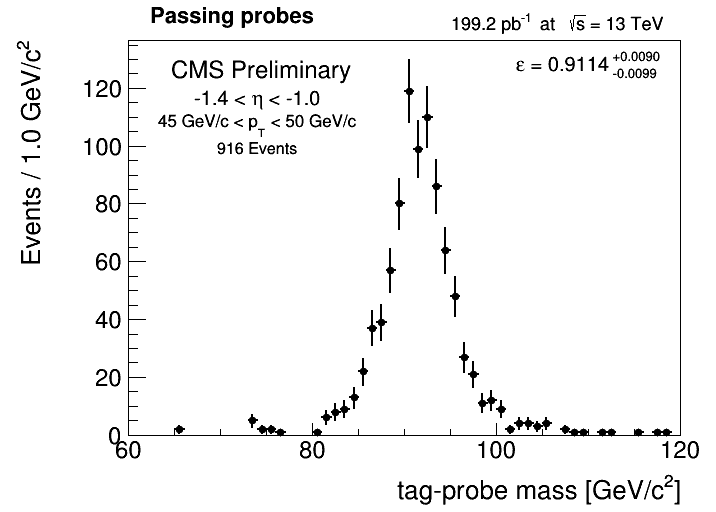 Passing probes
199.2 pb⁻¹ at √s = 13 TeV
CMS Preliminary
-1.4 < η < -1.0
45 GeV/c < p_T < 50 GeV/c
916 Events
ε = 0.9114 +0.0090 -0.0099
Events / 1.0 GeV/c²
120
100
80
60
40
20
0
60 80 100 120
tag-probe mass [GeV/c²]